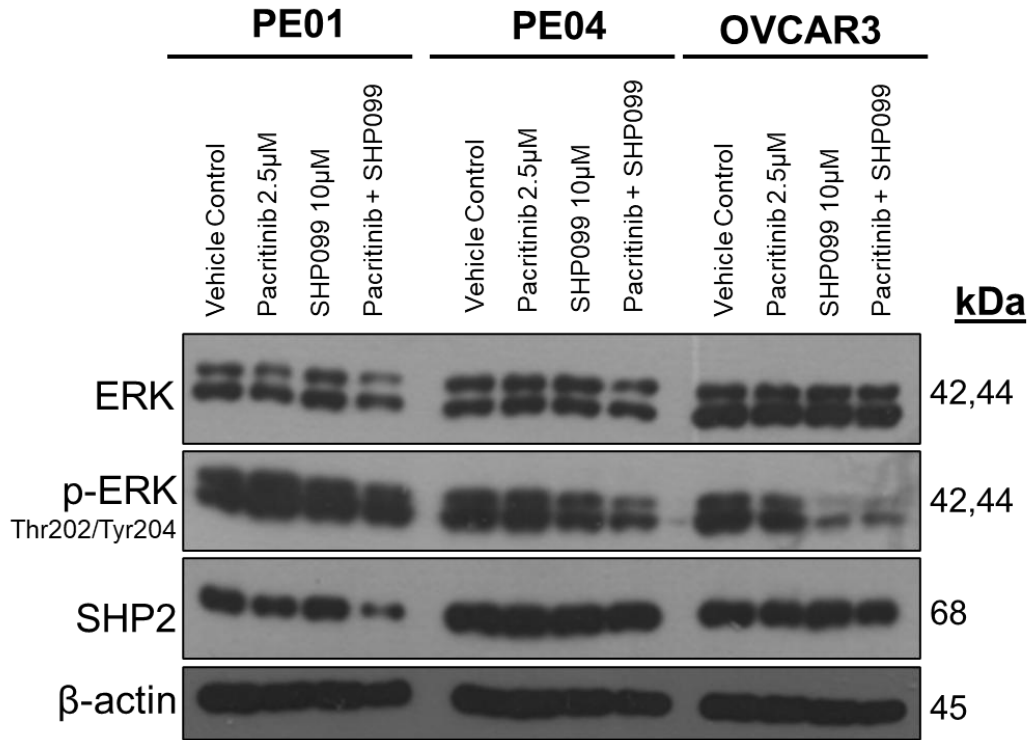 PE01 PE04 OVCAR3
Vehicle Control
Pacritinib 2.5µM
SHP099 10µM
Pacritinib + SHP099
Vehicle Control
Pacritinib 2.5µM
SHP099 10µM
Pacritinib + SHP099
Vehicle Control
Pacritinib 2.5µM
SHP099 10µM
Pacritinib + SHP099
kDa
ERK 42,44
p-ERK 42,44
Thr202/Tyr204
SHP2 68
β-actin 45